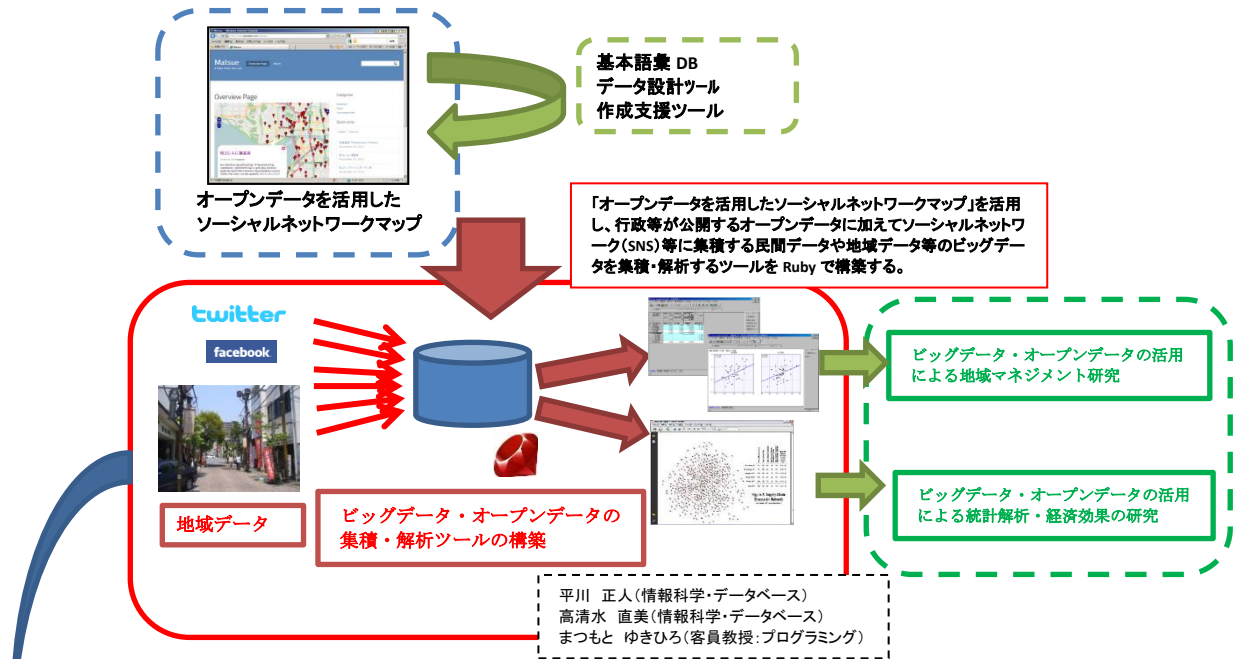 Matsue
Overview Page
オープンデータを活用した
ソーシャルネットワークマップ
基本語彙 DB
データ設計ツール
作成支援ツール
「オープンデータを活用したソーシャルネットワークマップ」を活用
し、行政等が公開するオープンデータに加えてソーシャルネットワ
ーク(SNS)等に集積する民間データや地域データ等のビッグデー
タを集積・解析するツールを Ruby で構築する。
twitter
facebook
地域データ
ビッグデータ・オープンデータの
集積・解析ツールの構築
ビッグデータ・オープンデータの活用
による地域マネジメント研究
ビッグデータ・オープンデータの活用
による統計解析・経済効果の研究
平川 正人(情報科学・データベース)
高清水 直美(情報科学・データベース)
まつもと ゆきひろ(客員教授:プログラミング)